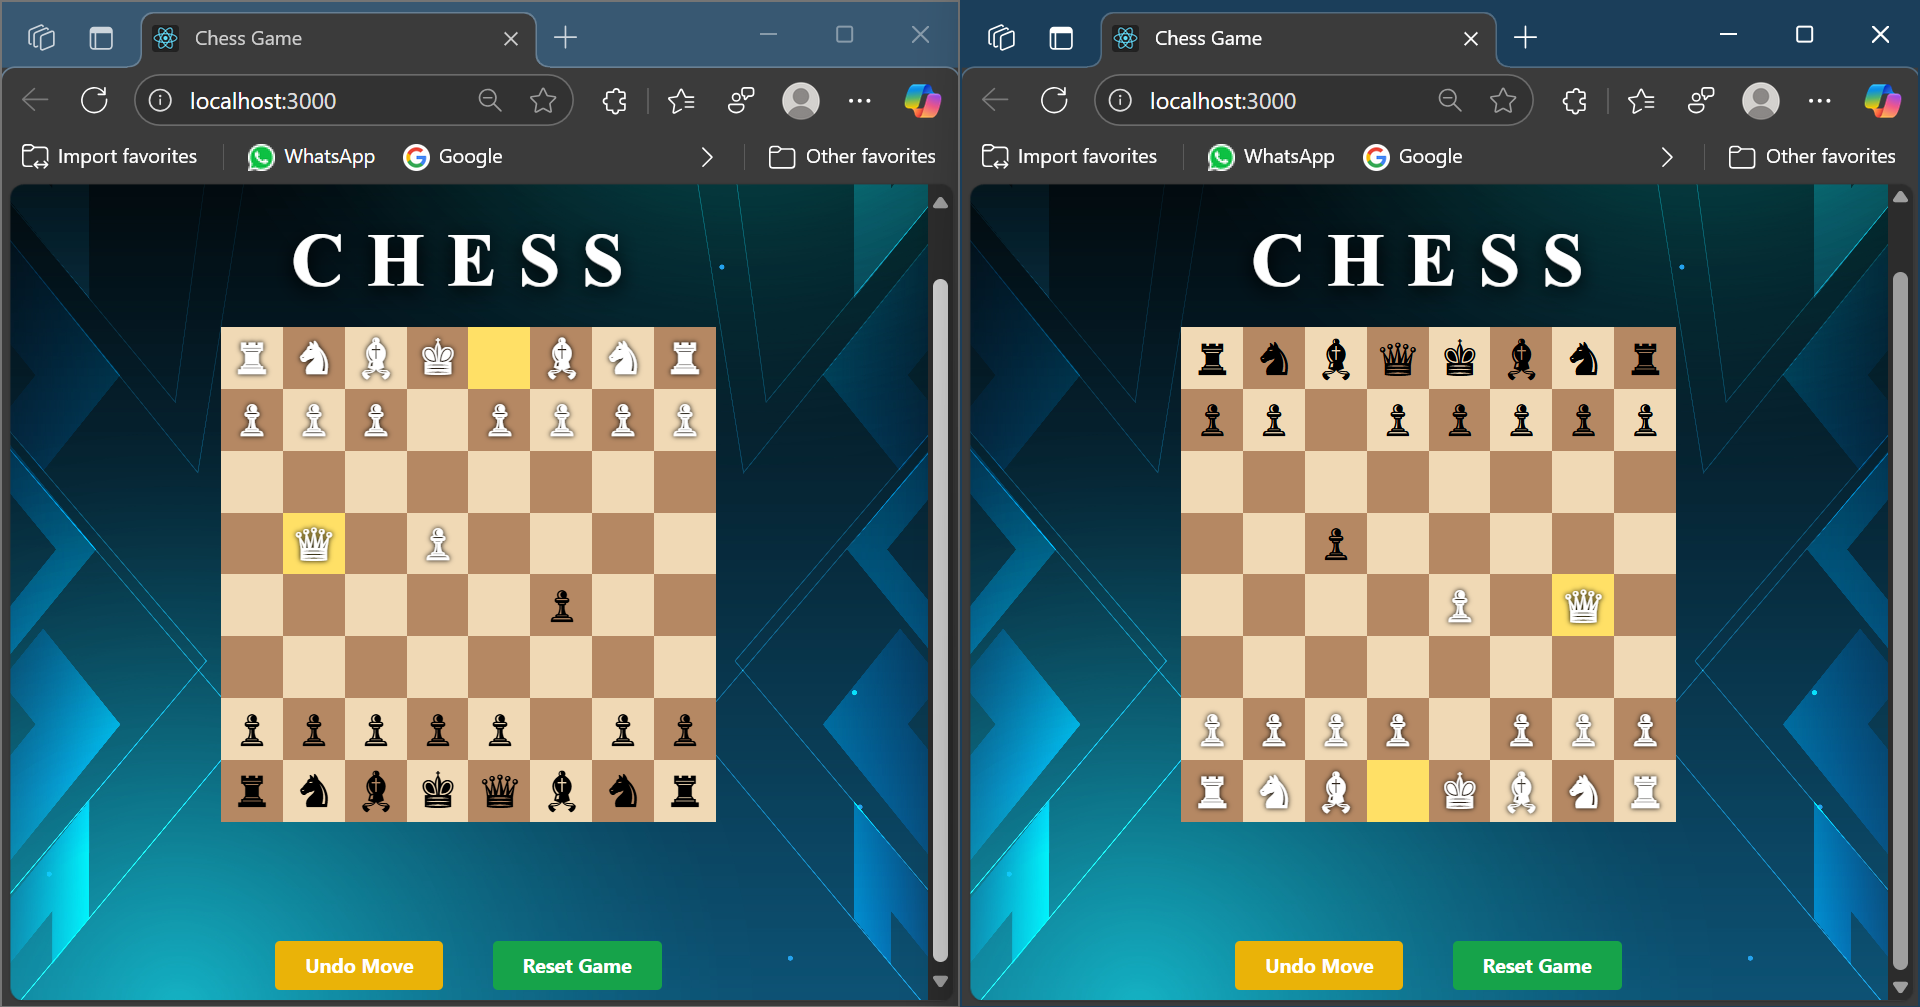 Chess Game
localhost:3000
Import favorites
WhatsApp
Google
Other favorites
CHESS
Undo Move
Reset Game
Chess Game
localhost:3000
Import favorites
WhatsApp
Google
Other favorites
CHESS
Undo Move
Reset Game